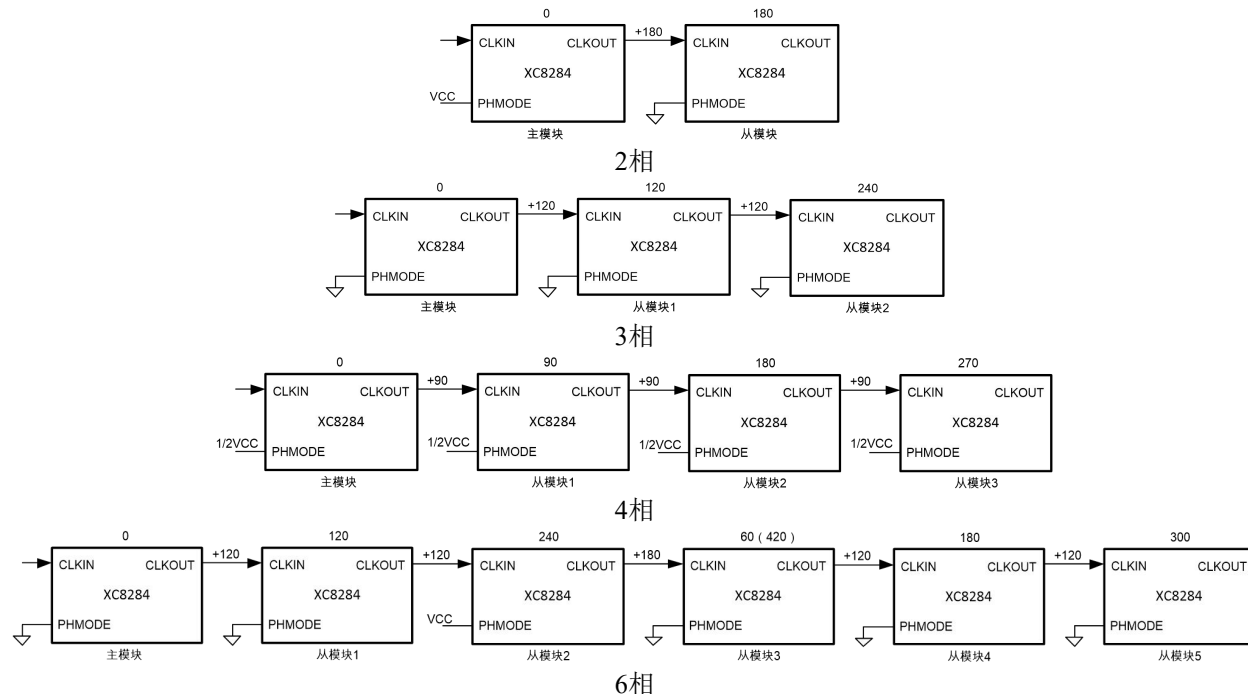 0 180
CLKIN CLKOUT +180 CLKIN CLKOUT
XC8284 XC8284
VCC PHMODE PHMODE
主模块 从模块
2相
0 120 240
CLKIN CLKOUT +120 CLKIN CLKOUT +120 CLKIN CLKOUT
XC8284 XC8284 XC8284
PHMODE PHMODE PHMODE
主模块 从模块1 从模块2
3相
0 90 180 270
CLKIN CLKOUT +90 CLKIN CLKOUT +90 CLKIN CLKOUT +90 CLKIN CLKOUT
XC8284 XC8284 XC8284 XC8284
1/2VCC PHMODE 1/2VCC PHMODE 1/2VCC PHMODE 1/2VCC PHMODE
主模块 从模块1 从模块2 从模块3
4相
0 120 240 60（420） 180 300
CLKIN CLKOUT +120 CLKIN CLKOUT +120 CLKIN CLKOUT +180 CLKIN CLKOUT +120 CLKIN CLKOUT +120 CLKIN CLKOUT
XC8284 XC8284 XC8284 XC8284 XC8284 XC8284
PHMODE PHMODE VCC PHMODE PHMODE PHMODE PHMODE
主模块 从模块1 从模块2 从模块3 从模块4 从模块5
6相